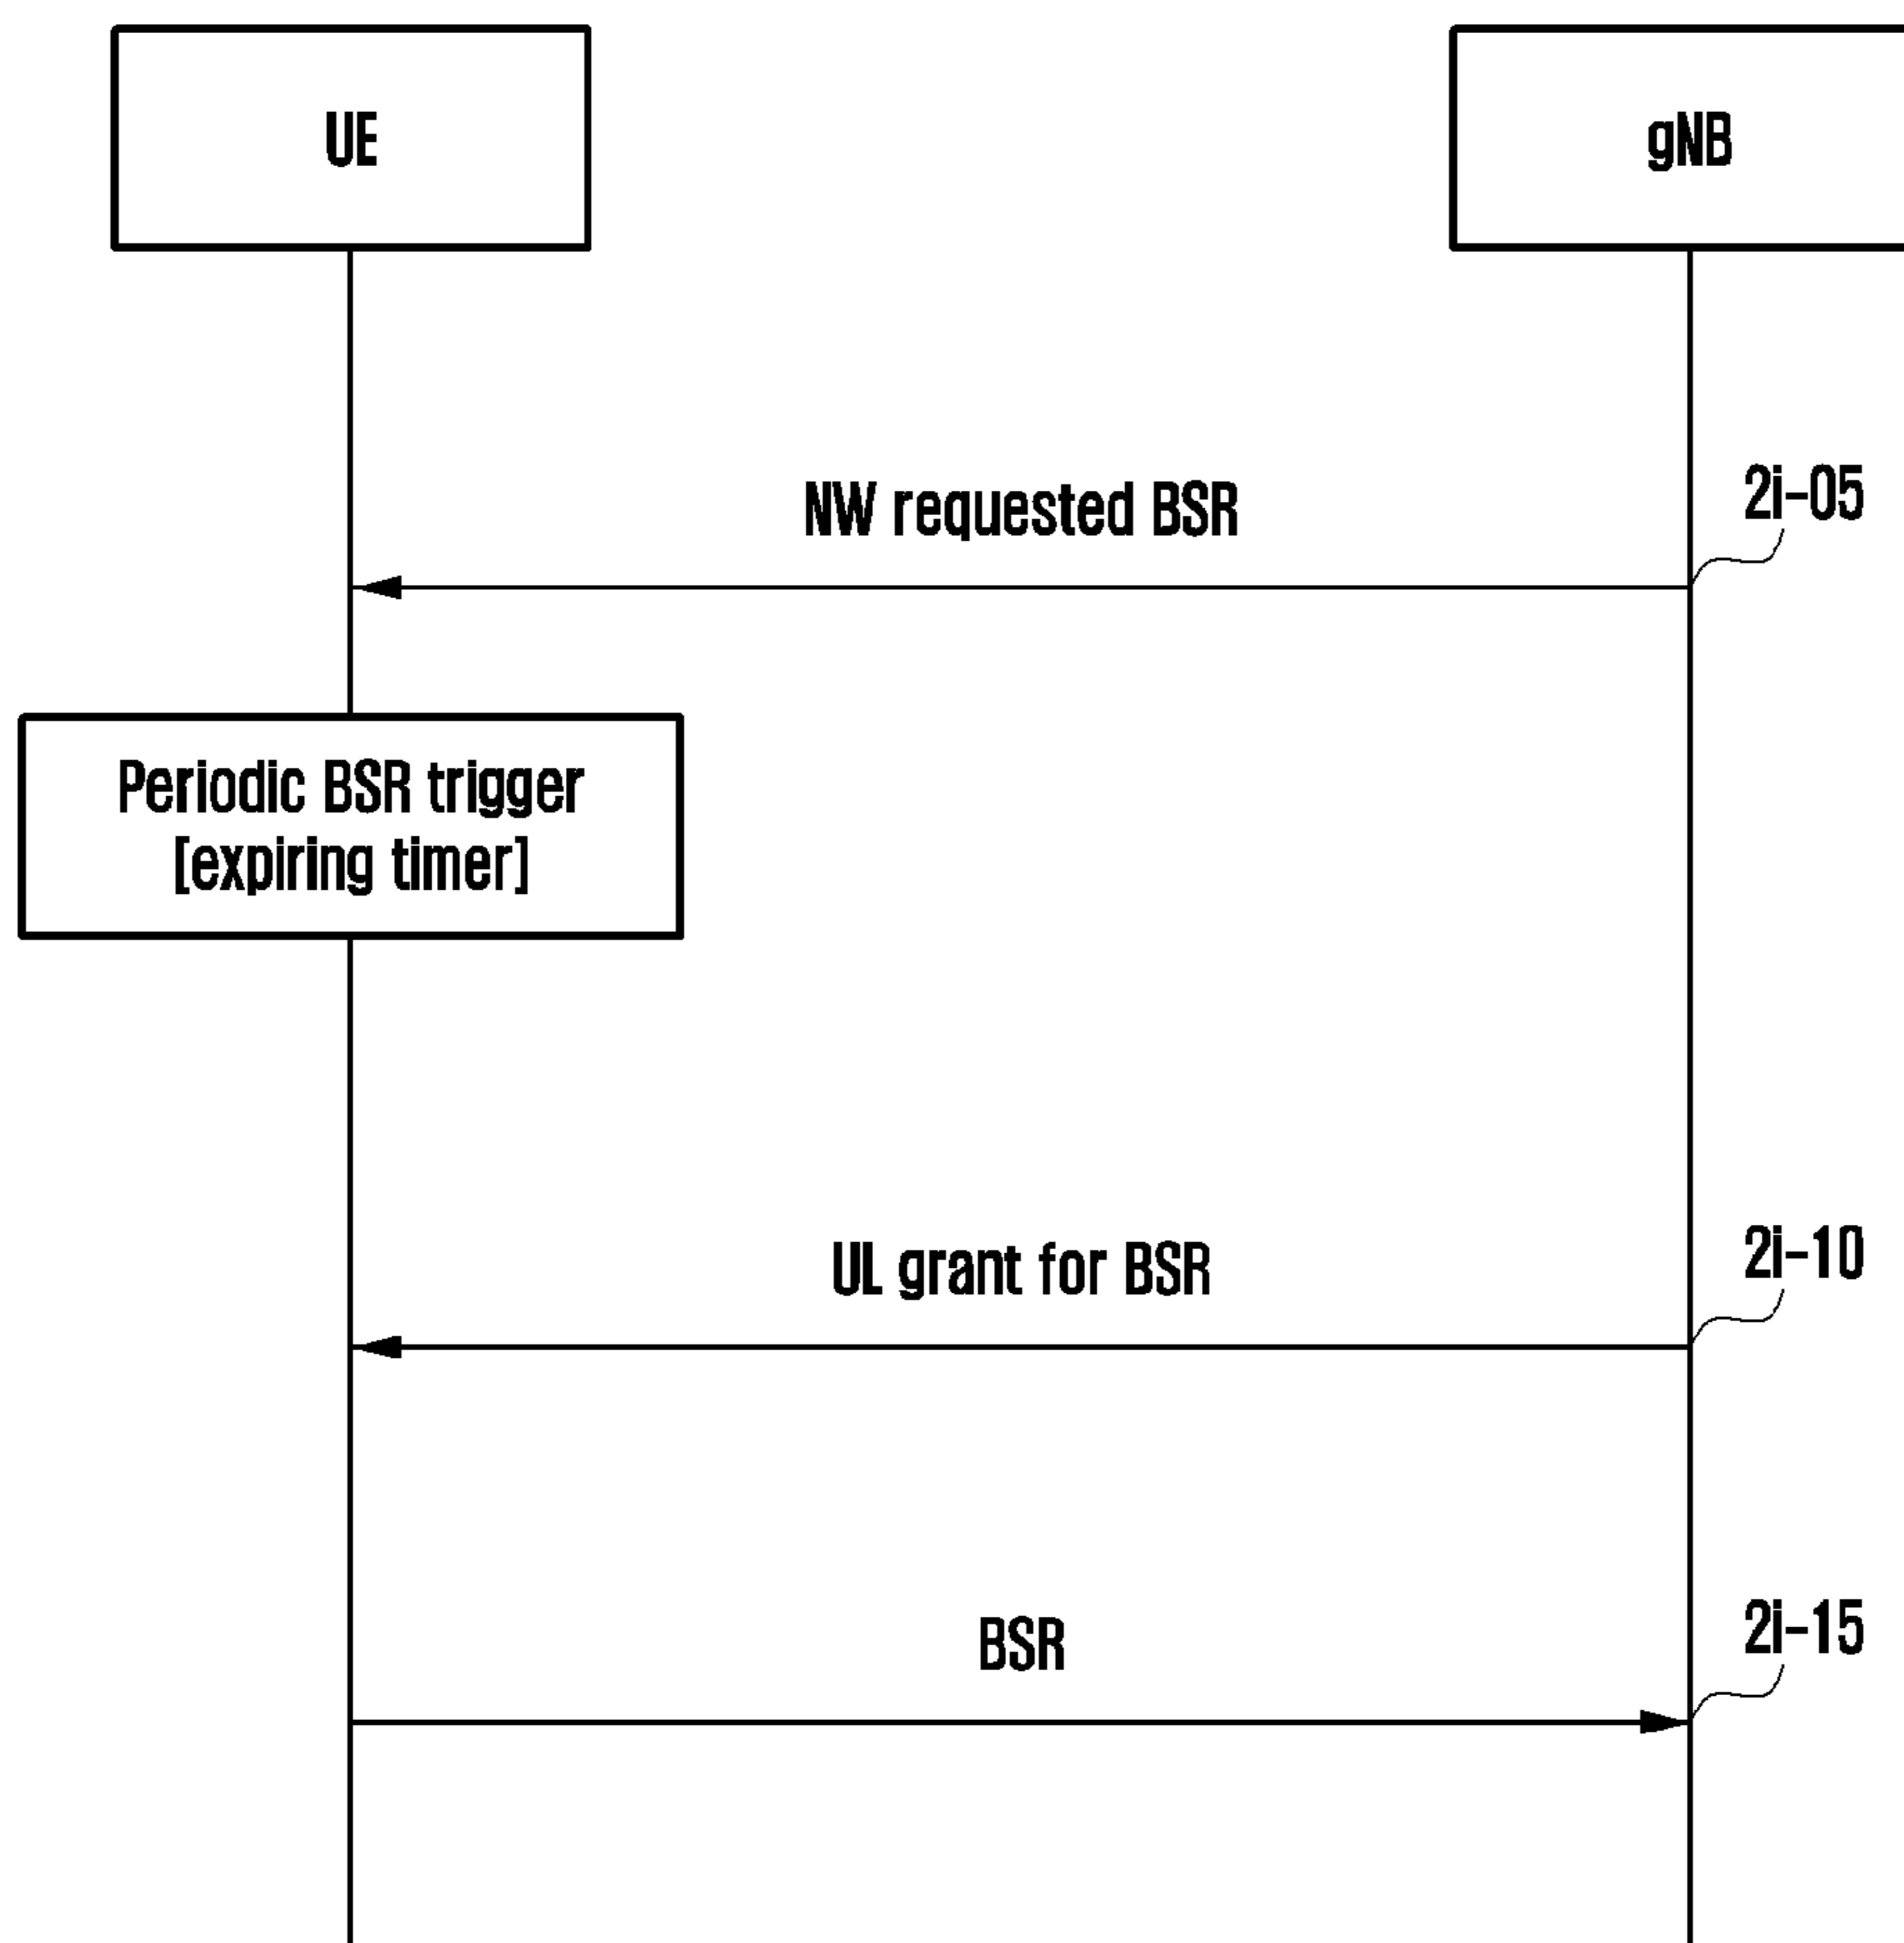 UE
gNB
NW requested BSR
2i-05
Periodic BSR trigger
[expiring timer]
UL grant for BSR
2i-10
BSR
2i-15